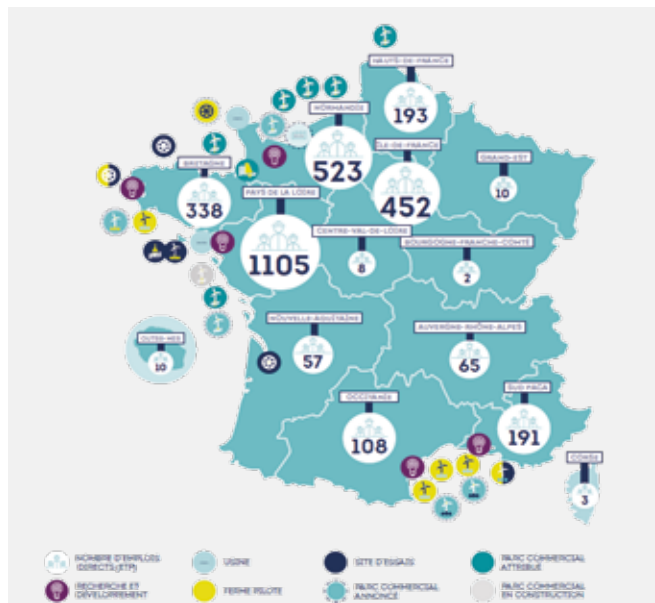 HAUTS-DE-FRANCE
193
NORMANDIE
523
ÎLE-DE-FRANCE
452
GRAND-EST
10
BRETAGNE
338
PAYS DE LA LOIRE
1105
CENTRE-VAL-DE-LOIRE
8
BOURGOGNE-FRANCHE-COMTÉ
2
OUTRE-MER
10
NOUVELLE-AQUITAINE
57
AUVERGNE-RHÔNE-ALPES
65
OCCITANIE
108
SUD PACA
191
CORSE
3
NOMBRE D'EMPLOIS
DIRECTS (ETP)
USINE
SITE D'ESSAIS
PARC COMMERCIAL
ATTRIBUÉ
RECHERCHE ET
DÉVELOPPEMENT
FERME PILOTE
PARC COMMERCIAL
ANNONCÉ
PARC COMMERCIAL
EN CONSTRUCTION